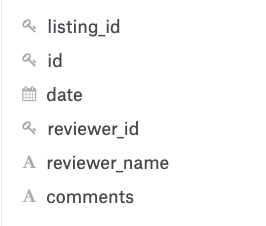 listing_id
id
date
reviewer_id
reviewer_name
comments